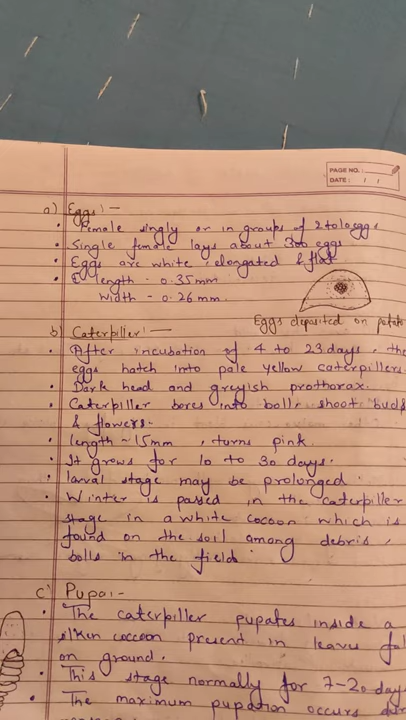 PAGE NO.
DATE : / /
a) Eggs :-
• Female singly or in groups of 2 to 10 eggs
• Single female lays about 300 eggs
• Eggs are white, elongated & flat
• length - 0.35 mm
Width - 0.26 mm.
Eggs deposited on potato
b) Caterpiller :-
• After incubation of 4 to 23 days, the
eggs hatch into pale yellow caterpillers.
• Dark head and greyish prothorax.
• Caterpiller bores into boll, shoot buds
& flowers.
• length ~ 15mm, turns pink.
• It grows for 10 to 30 days.
• larval stage may be prolonged.
• Winter is passed in the caterpiller
stage in a white cocoon which is
found on the soil among debris,
bolls in the field
c) Pupa :-
• The caterpiller pupates inside a
silken coccoon present in leaves
on ground.
• This stage normally for 7-20 days
• The maximum pupation occurs